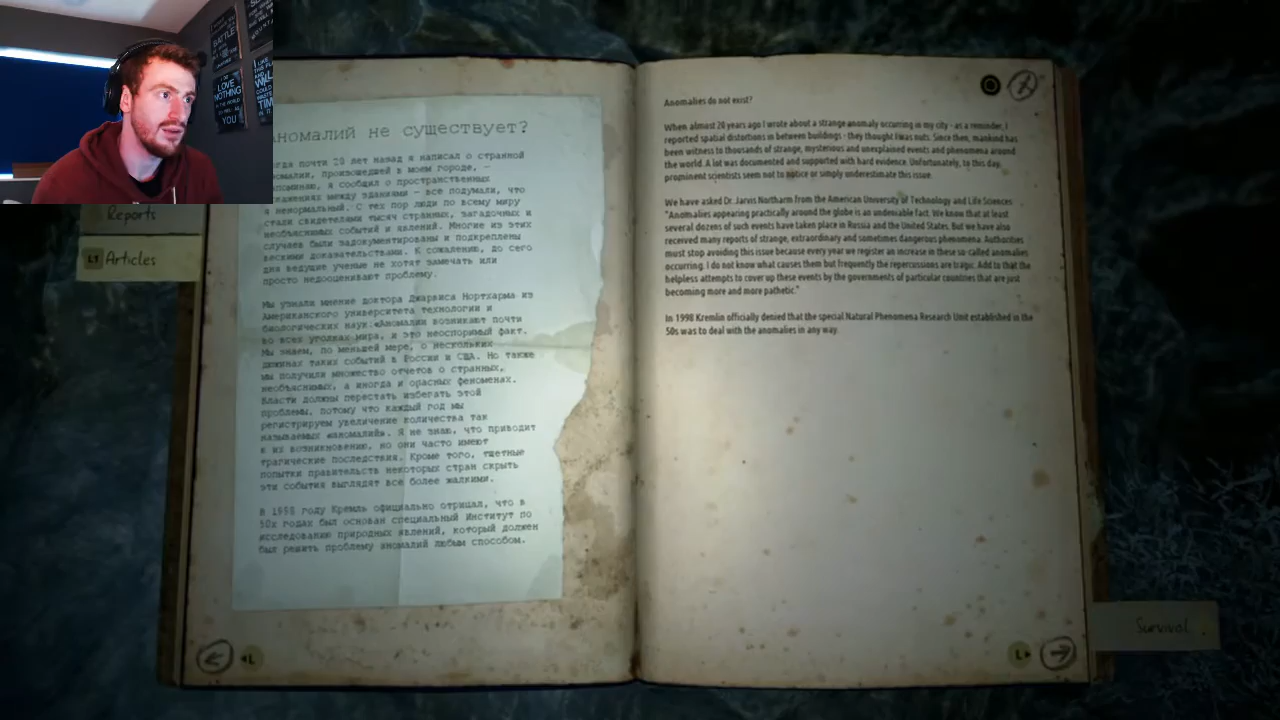 BATTLE
LOVE
NOTHING
YOU
Reports
L1 Articles
номалий не существует?
огда почти 20 лет назад я написал о странной
номалии, произошедшей в моем городе, –
апоминаю, я сообщил о пространственных
скажениях между зданиями – все подумали, что
я ненормальный. С тех пор люди по всему миру
стали свидетелями тысяч странных, загадочных и
необъяснимых событий и явлений. Многие из этих
случаев были задокументированы и подкреплены
вескими доказательствами. К сожалению, до сего
дня ведущие ученые не хотят замечать или
просто недооценивают проблему.
Мы узнали мнение доктора Джарвиса Нортхарма из
Американского университета технологии и
биологических наук:«Аномалии возникают почти
во всех уголках мира, и это неоспоримый факт.
Мы знаем, по меньшей мере, о нескольких
дюжинах таких событий в России и США. Но также
мы получили множество отчетов о странных,
необъяснимых, а иногда и опасных феноменах.
Власти должны перестать избегать этой
проблемы, потому что каждый год мы
регистрируем увеличение количества так
называемых «аномалий». Я не знаю, что приводит
к их возникновению, но они часто имеют
трагические последствия. Кроме того, тщетные
попытки правительств некоторых стран скрыть
эти события выглядят все более жалкими.
В 1998 году Кремль официально отрицал, что в
50х годах был основан специальный Институт по
исследованию природных явлений, который должен
был решить проблему аномалий любым способом.
L
Anomalies do not exist?
When almost 20 years ago I wrote about a strange anomaly occurring in my city - as a reminder, I
reported spatial distortions in between buildings - they thought I was nuts. Since then, mankind has
been witness to thousands of strange, mysterious and unexplained events and phenomena around
the world. A lot was documented and supported with hard evidence. Unfortunately, to this day,
prominent scientists seem not to notice or simply underestimate this issue.
We have asked Dr. Jarvis Northarm from the American University of Technology and Life Sciences
"Anomalies appearing practically around the globe is an undeniable fact. We know that at least
several dozens of such events have taken place in Russia and the United States. But we have also
received many reports of strange, extraordinary and sometimes dangerous phenomena. Authorities
must stop avoiding this issue because every year we register an increase in these so-called anomalies
occurring. I do not know what causes them but frequently the repercussions are tragic. Add to that the
helpless attempts to cover up these events by the governments of particular countries that are just
becoming more and more pathetic."
In 1998 Kremlin officially denied that the special Natural Phenomena Research Unit established in the
50s was to deal with the anomalies in any way.
L
Survival